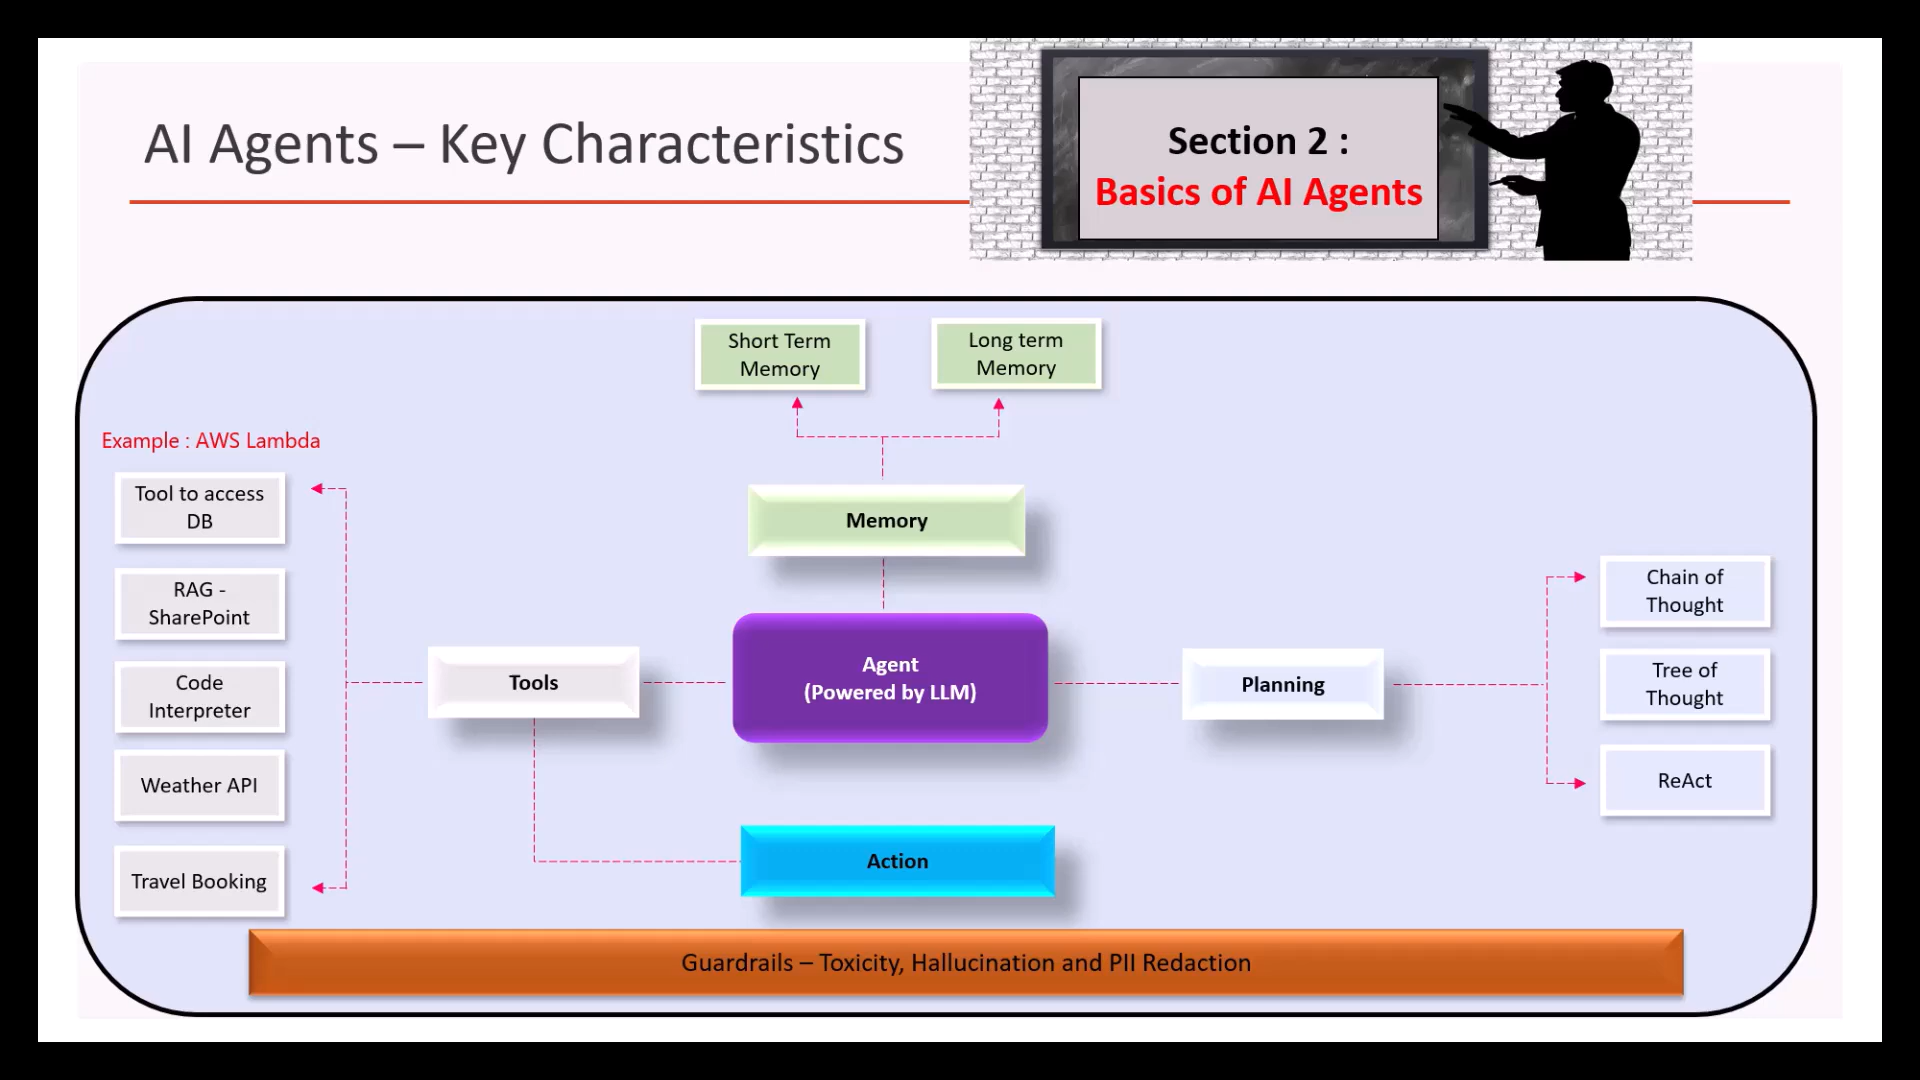 AI Agents – Key Characteristics
Section 2 :
Basics of AI Agents
Short Term
Memory
Long term
Memory
Example : AWS Lambda
Tool to access
DB
RAG -
SharePoint
Code
Interpreter
Weather API
Travel Booking
Tools
Memory
Agent
(Powered by LLM)
Action
Planning
Chain of
Thought
Tree of
Thought
ReAct
Guardrails – Toxicity, Hallucination and PII Redaction